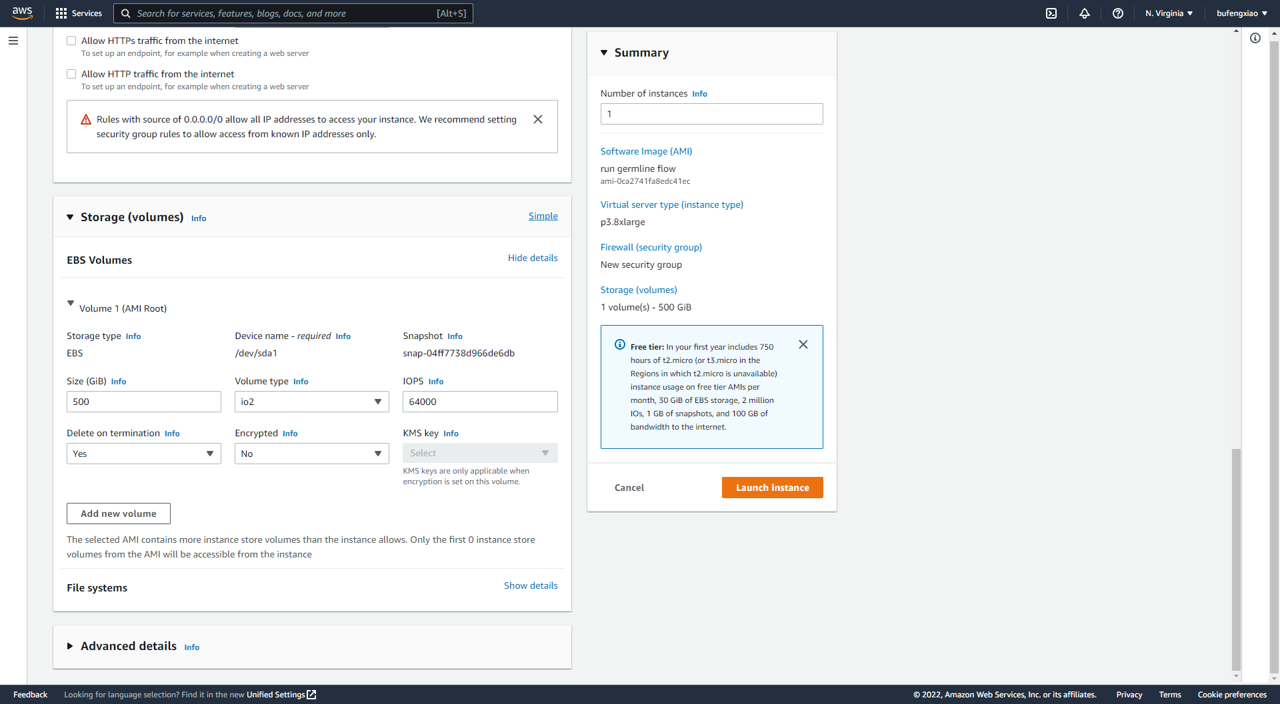 aws
Services
Search for services, features, blogs, docs, and more
[Alt+S]
N. Virginia
bufengxiao
Allow HTTPs traffic from the internet
To set up an endpoint, for example when creating a web server
Allow HTTP traffic from the internet
To set up an endpoint, for example when creating a web server
Rules with source of 0.0.0.0/0 allow all IP addresses to access your instance. We recommend setting
security group rules to allow access from known IP addresses only.
Storage (volumes) Info
Simple
EBS Volumes
Hide details
Volume 1 (AMI Root)
Storage type Info
Device name - required Info
Snapshot Info
EBS
/dev/sda1
snap-04ff7738d966de6db
Size (GiB) Info
Volume type Info
IOPS Info
500
io2
64000
Delete on termination Info
Encrypted Info
KMS key Info
Yes
No
Select
KMS keys are only applicable when
encryption is set on this volume.
Add new volume
The selected AMI contains more instance store volumes than the instance allows. Only the first 0 instance store
volumes from the AMI will be accessible from the instance
File systems
Show details
Advanced details Info
Summary
Number of instances Info
1
Software Image (AMI)
run germline flow
ami-0ca2741fa8edc41ec
Virtual server type (instance type)
p3.8xlarge
Firewall (security group)
New security group
Storage (volumes)
1 volume(s) - 500 GiB
Free tier: In your first year includes 750
hours of t2.micro (or t3.micro in the
Regions in which t2.micro is unavailable)
instance usage on free tier AMIs per
month, 30 GiB of EBS storage, 2 million
IOs, 1 GB of snapshots, and 100 GB of
bandwidth to the internet.
Cancel
Launch instance
Feedback
Looking for language selection? Find it in the new Unified Settings
© 2022, Amazon Web Services, Inc. or its affiliates.
Privacy
Terms
Cookie preferences